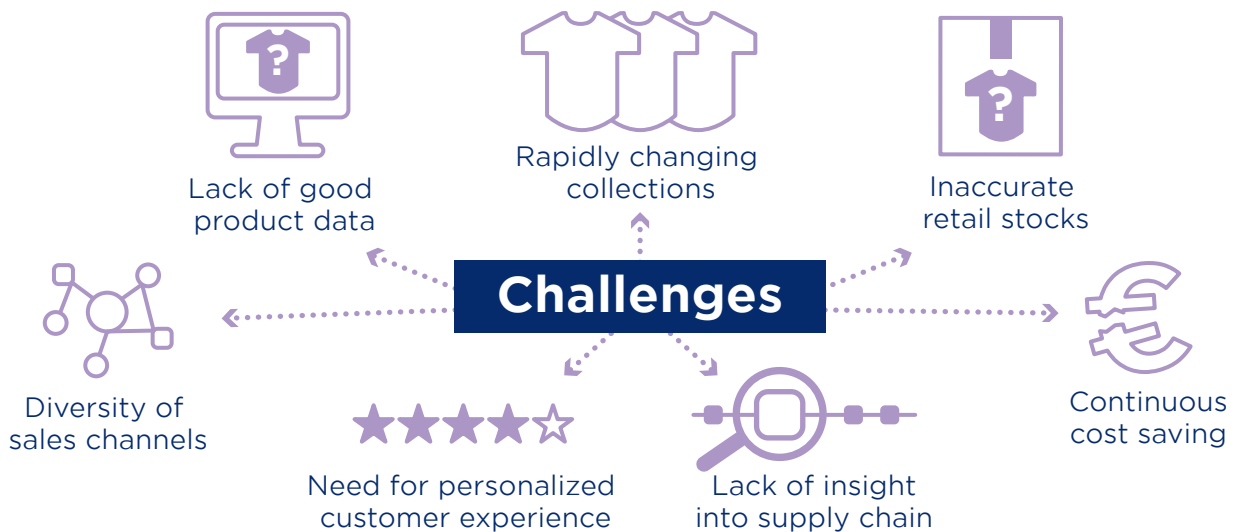 ?
?
Rapidly changing
collections
Lack of good
product data
Inaccurate
retail stocks
Challenges
Diversity of
sales channels
Continuous
cost saving
Need for personalized
customer experience
Lack of insight
into supply chain